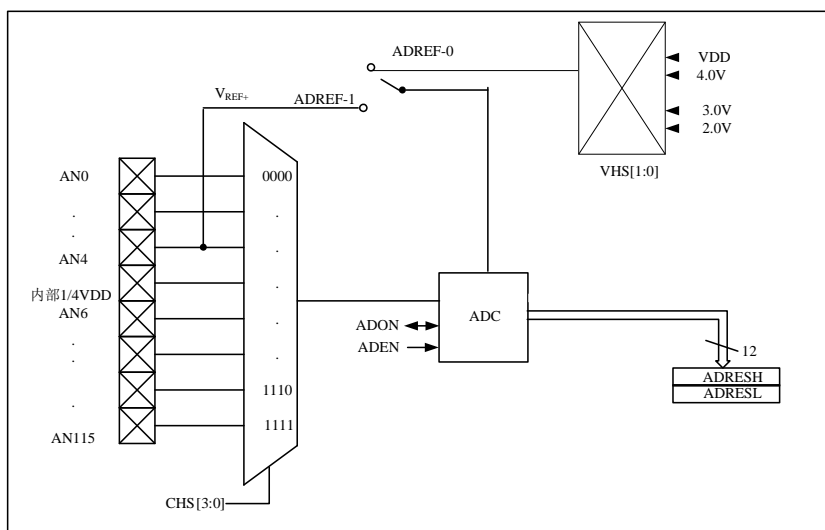 ADREF-0
VDD
4.0V
3.0V
2.0V
VHS[1:0]
VREF+
ADREF-1
AN0
.
.
AN4
内部1/4VDD
AN6
.
.
.
AN115
0000
.
.
.
.
.
1110
1111
CHS[3:0]
ADON
ADEN
ADC
12
ADRESH
ADRESL